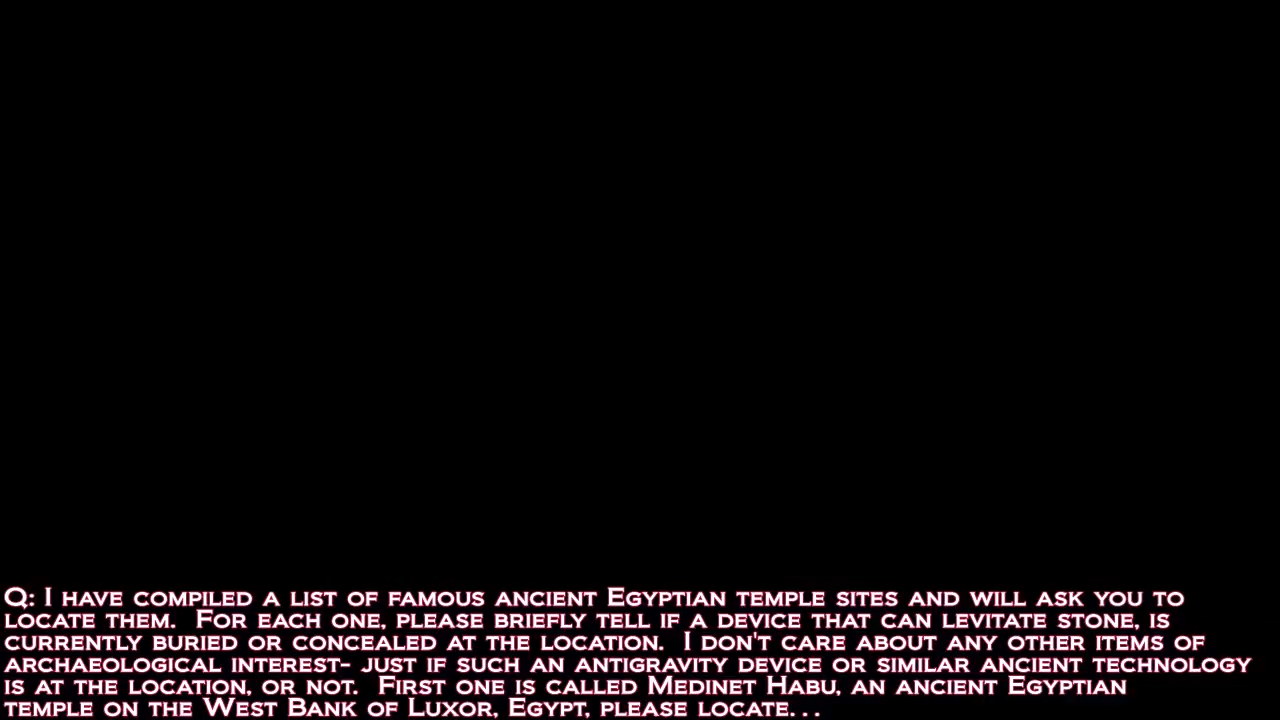 Q: I have compiled a list of famous ancient Egyptian temple sites and will ask you to
locate them.  For each one, please briefly tell if a device that can levitate stone, is
currently buried or concealed at the location.  I don't care about any other items of
archaeological interest- just if such an antigravity device or similar ancient technology
is at the location, or not.  First one is called Medinet Habu, an ancient Egyptian
temple on the West Bank of Luxor, Egypt, please locate...